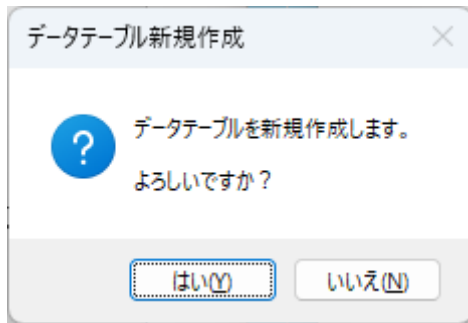 データテーブル新規作成
データテーブルを新規作成します。
よろしいですか？
はい(Y)
いいえ(N)